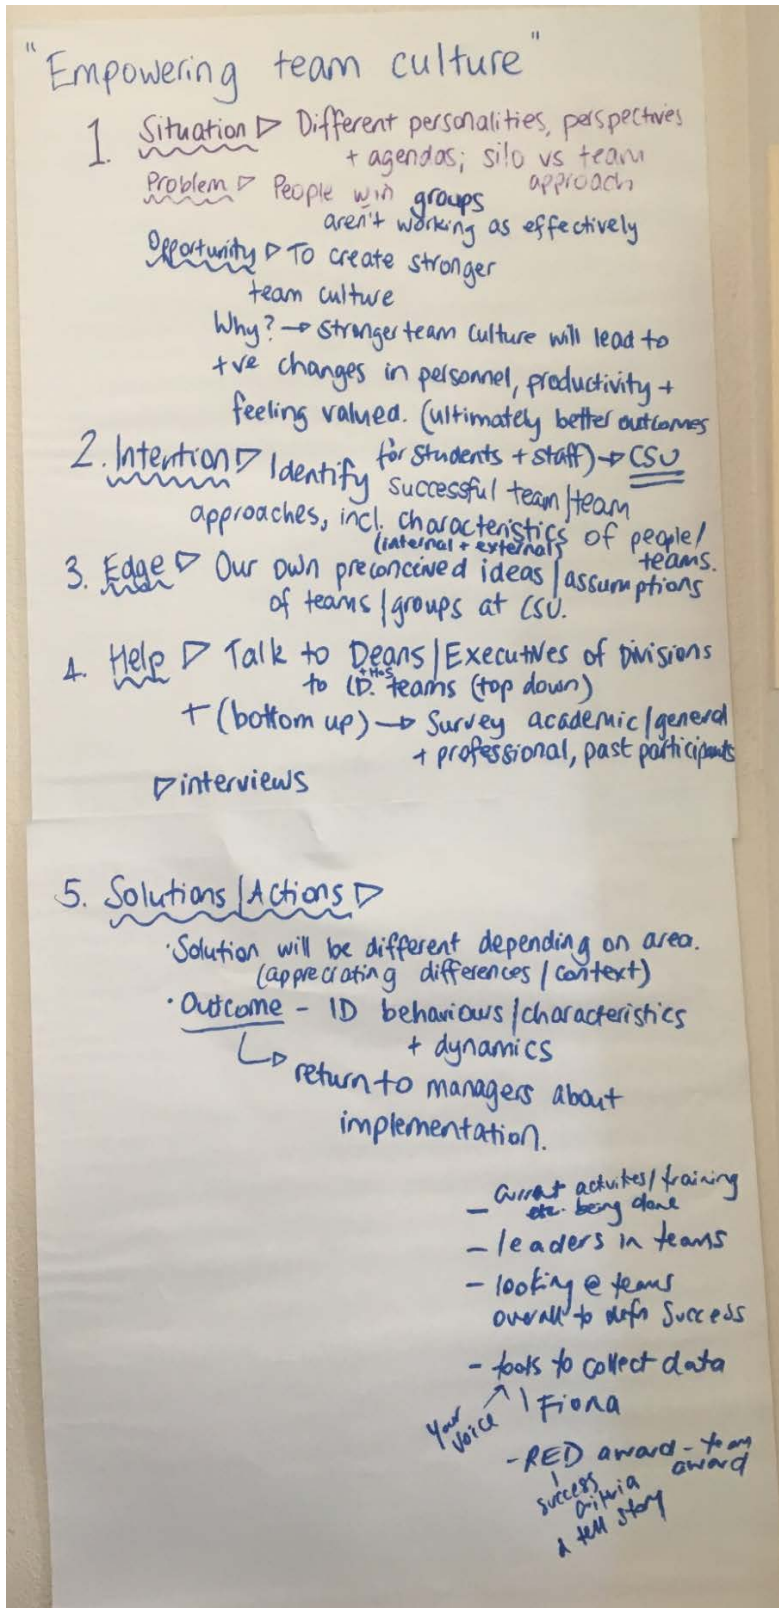 "Empowering team culture"
1. Situation ▷ Different personalities, perspectives
+ agendas; silo vs team
approach
Problem ▷ People win groups
aren't working as effectively
Opportunity ▷ To create stronger
team culture
Why? → stronger team culture will lead to
+ve changes in personnel, productivity +
feeling valued. (ultimately better outcomes
for students + staff) → CSU
2. Intention ▷ Identify successful team/team
approaches, incl. characteristics of people/
teams.
(internal + external)
3. Edge ▷ Our own preconceived ideas/assumptions
of teams/groups at CSU.
4. Help ▷ Talk to Deans/Executives of Divisions
+ HoS
to ID. teams (top down)
+ (bottom up) → Survey academic/general
+ professional, past participants
▷ interviews
5. Solutions/Actions ▷
· Solution will be different depending on area.
(appreciating differences/context)
· Outcome - ID behaviours/characteristics
+ dynamics
↳ return to managers about
implementation.
- Current activites/training
etc. being done
- leaders in teams
- looking @ teams
overall to defn success
- tools to collect data
Your voice
Fiona
- RED award - team
award
success
criteria
& tell story